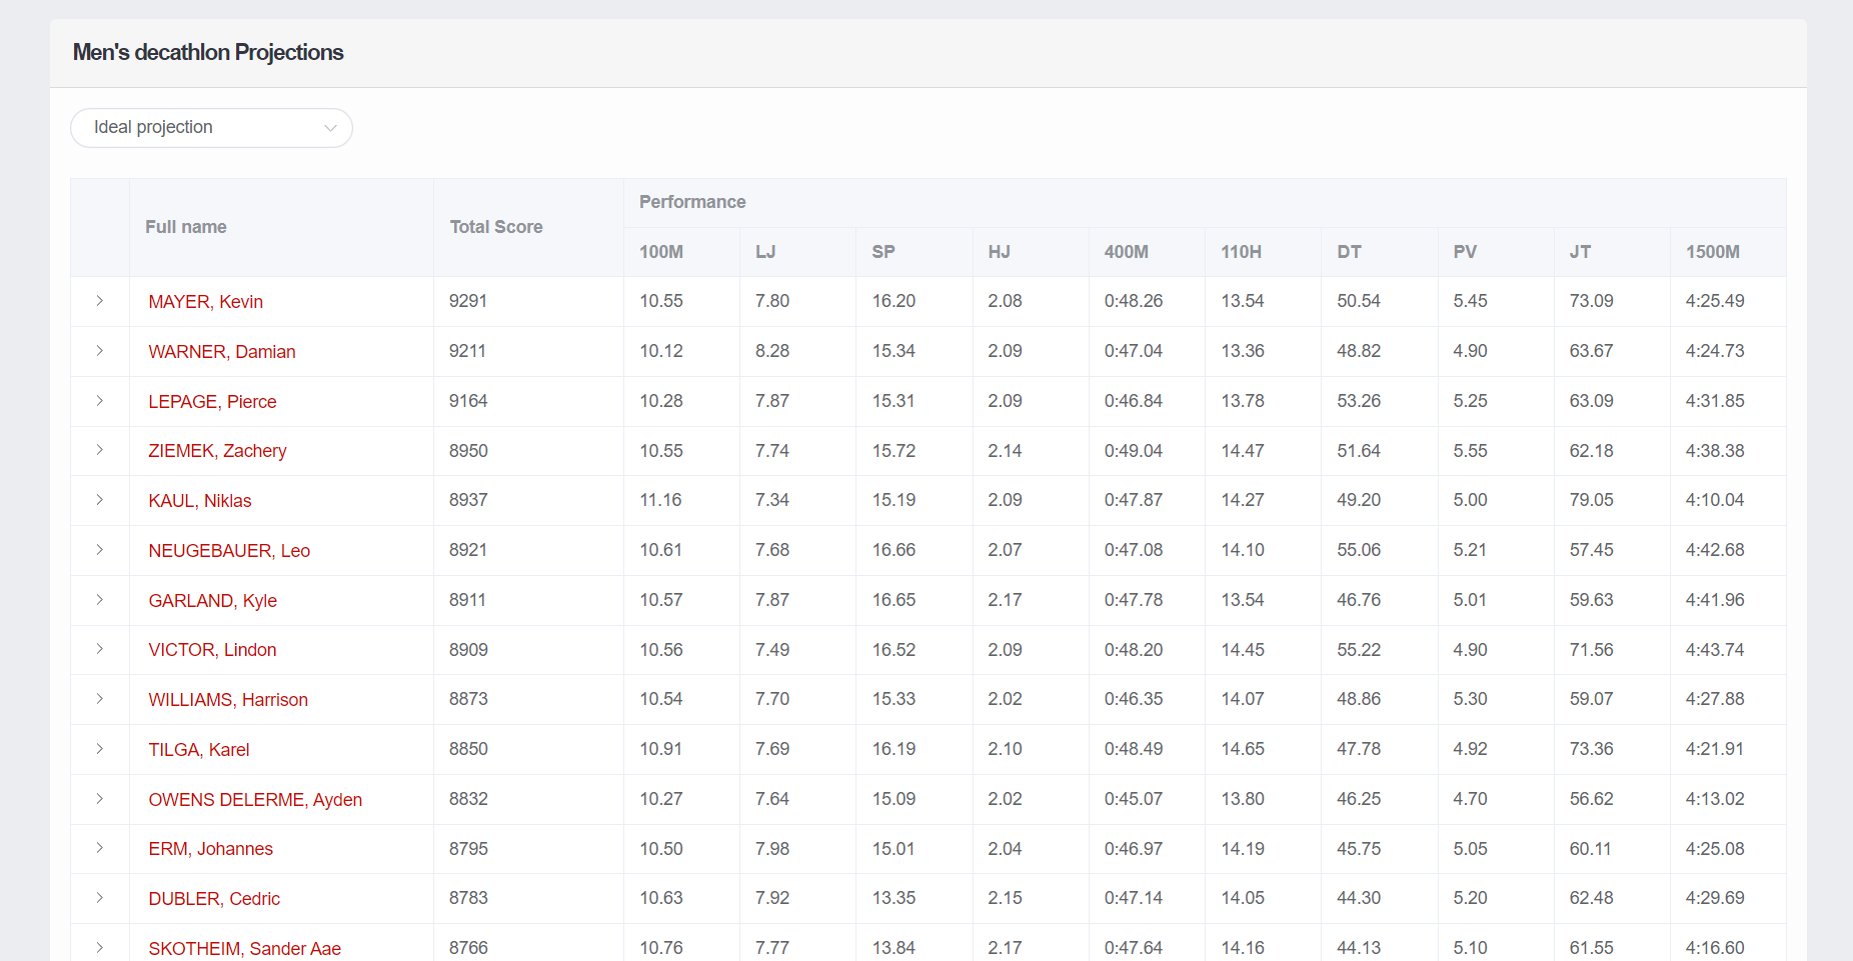 Men's decathlon Projections
Ideal projection
Performance
Full name Total Score
100M LJ SP HJ 400M 110H DT PV JT 1500M
MAYER, Kevin 9291 10.55 7.80 16.20 2.08 0:48.26 13.54 50.54 5.45 73.09 4:25.49
WARNER, Damian 9211 10.12 8.28 15.34 2.09 0:47.04 13.36 48.82 4.90 63.67 4:24.73
LEPAGE, Pierce 9164 10.28 7.87 15.31 2.09 0:46.84 13.78 53.26 5.25 63.09 4:31.85
ZIEMEK, Zachery 8950 10.55 7.74 15.72 2.14 0:49.04 14.47 51.64 5.55 62.18 4:38.38
KAUL, Niklas 8937 11.16 7.34 15.19 2.09 0:47.87 14.27 49.20 5.00 79.05 4:10.04
NEUGEBAUER, Leo 8921 10.61 7.68 16.66 2.07 0:47.08 14.10 55.06 5.21 57.45 4:42.68
GARLAND, Kyle 8911 10.57 7.87 16.65 2.17 0:47.78 13.54 46.76 5.01 59.63 4:41.96
VICTOR, Lindon 8909 10.56 7.49 16.52 2.09 0:48.20 14.45 55.22 4.90 71.56 4:43.74
WILLIAMS, Harrison 8873 10.54 7.70 15.33 2.02 0:46.35 14.07 48.86 5.30 59.07 4:27.88
TILGA, Karel 8850 10.91 7.69 16.19 2.10 0:48.49 14.65 47.78 4.92 73.36 4:21.91
OWENS DELERME, Ayden 8832 10.27 7.64 15.09 2.02 0:45.07 13.80 46.25 4.70 56.62 4:13.02
ERM, Johannes 8795 10.50 7.98 15.01 2.04 0:46.97 14.19 45.75 5.05 60.11 4:25.08
DUBLER, Cedric 8783 10.63 7.92 13.35 2.15 0:47.14 14.05 44.30 5.20 62.48 4:29.69
SKOTHEIM, Sander Aae 8766 10.76 7.77 13.84 2.17 0:47.64 14.16 44.13 5.10 61.55 4:16.60